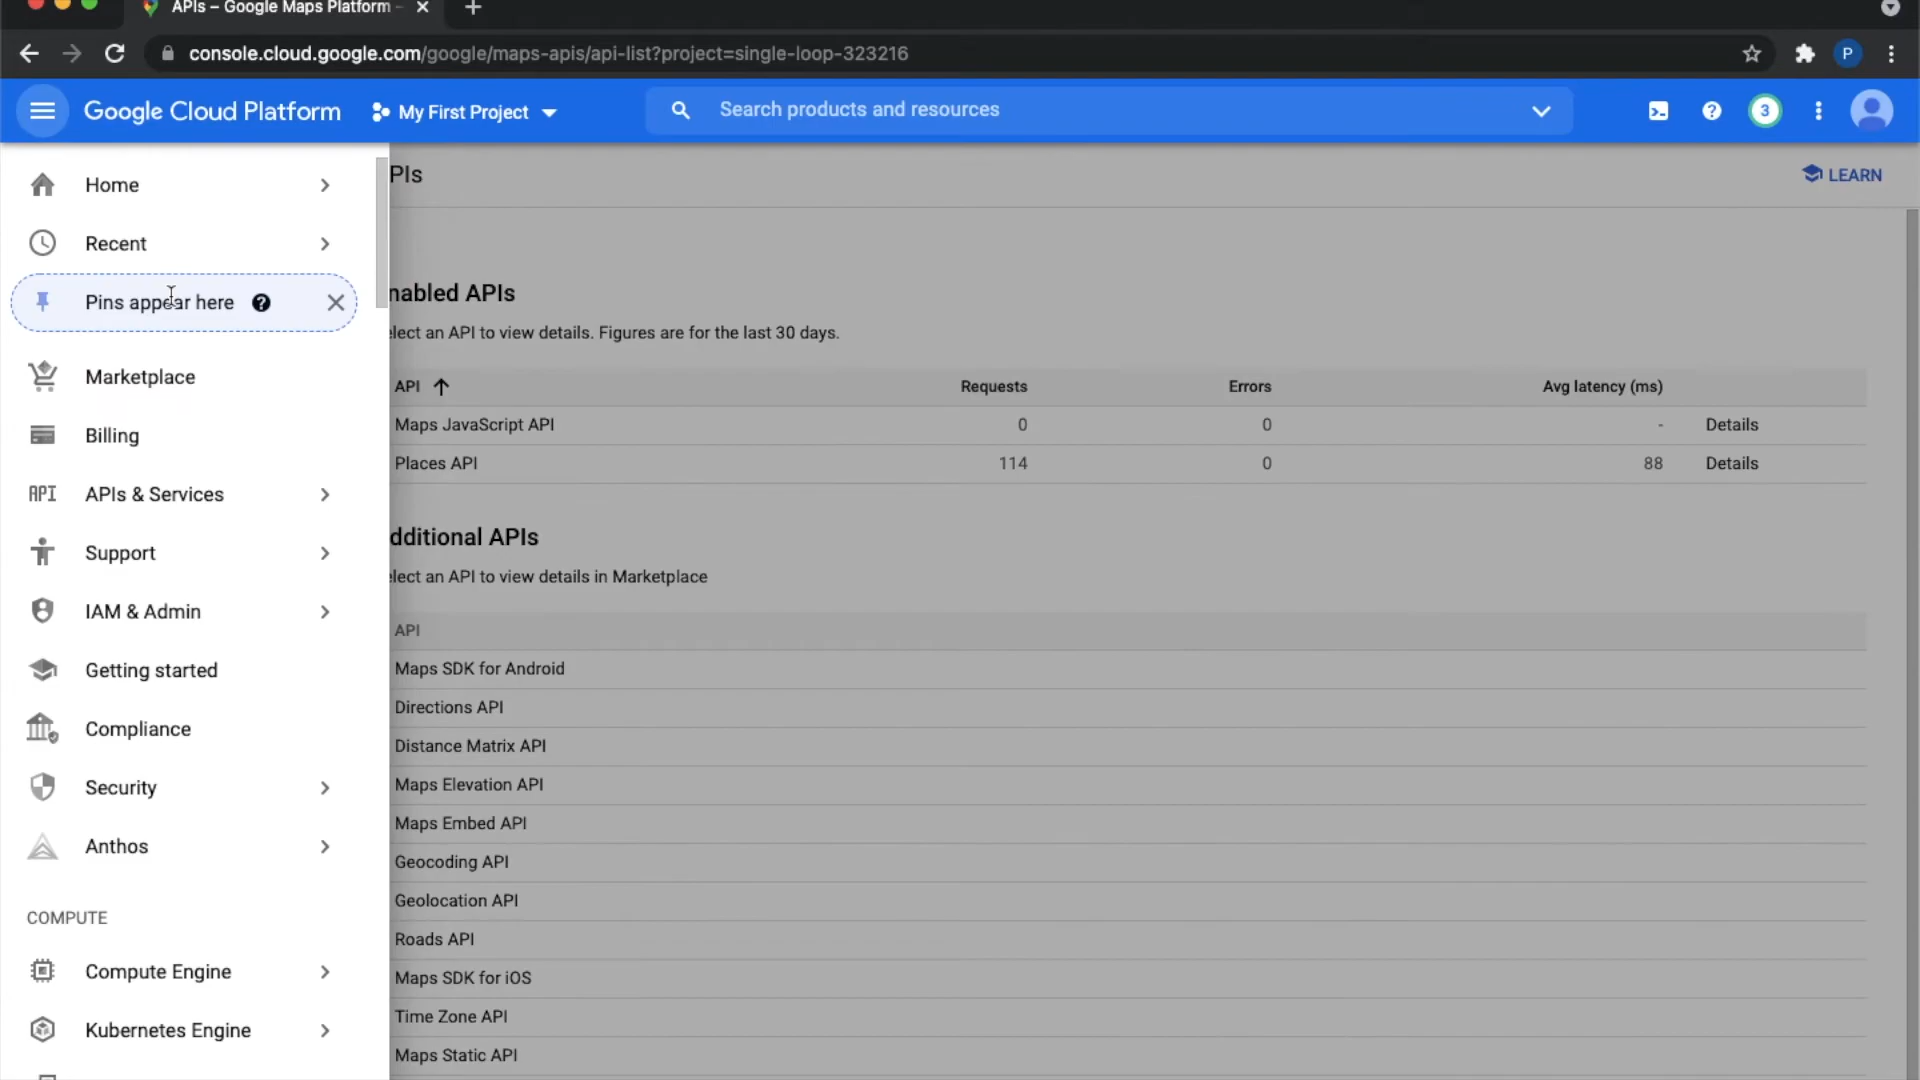 APIs – Google Maps Platform –
console.cloud.google.com/google/maps-apis/api-list?project=single-loop-323216
P
Google Cloud Platform
My First Project
Search products and resources
3
Home
Recent
Pins appear here
Marketplace
Billing
API APIs & Services
Support
IAM & Admin
Getting started
Compliance
Security
Anthos
COMPUTE
Compute Engine
Kubernetes Engine
PIs
LEARN
nabled APIs
elect an API to view details. Figures are for the last 30 days.
API Requests Errors Avg latency (ms)
Maps JavaScript API 0 0 - Details
Places API 114 0 88 Details
dditional APIs
elect an API to view details in Marketplace
API
Maps SDK for Android
Directions API
Distance Matrix API
Maps Elevation API
Maps Embed API
Geocoding API
Geolocation API
Roads API
Maps SDK for iOS
Time Zone API
Maps Static API